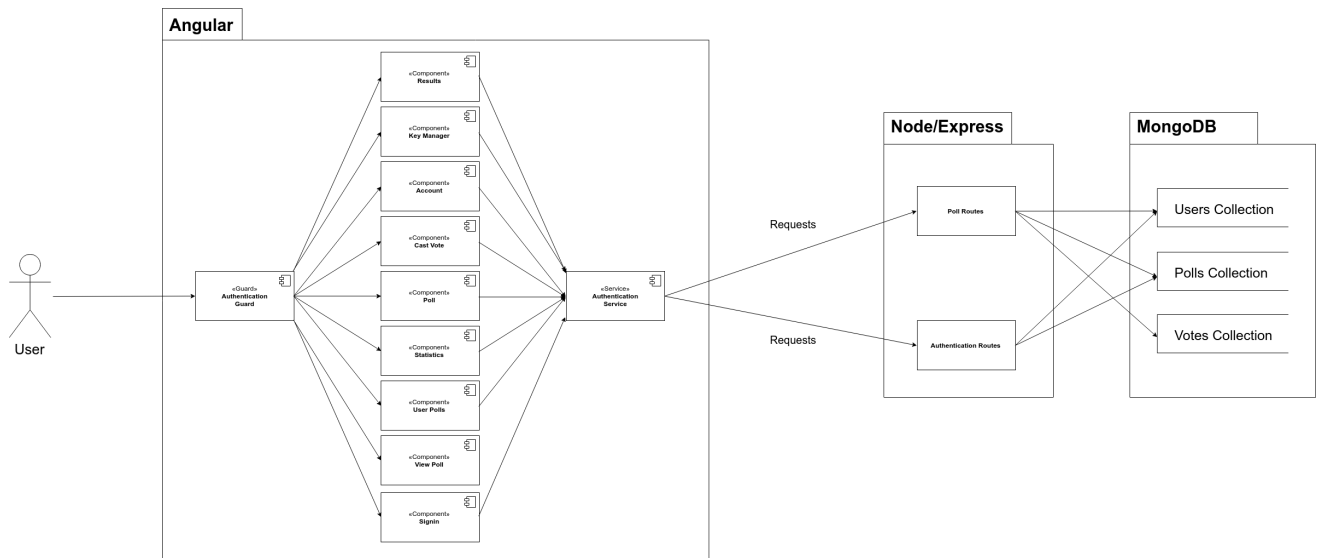 Angular
«Component»
Results
«Component»
Key Manager
«Component»
Account
«Component»
Cast Vote
«Component»
Poll
«Component»
Statistics
«Component»
User Polls
«Component»
View Poll
«Component»
Signin
User
«Guard»
Authentication
Guard
«Service»
Authentication
Service
Requests
Requests
Node/Express
Poll Routes
Authentication Routes
MongoDB
Users Collection
Polls Collection
Votes Collection